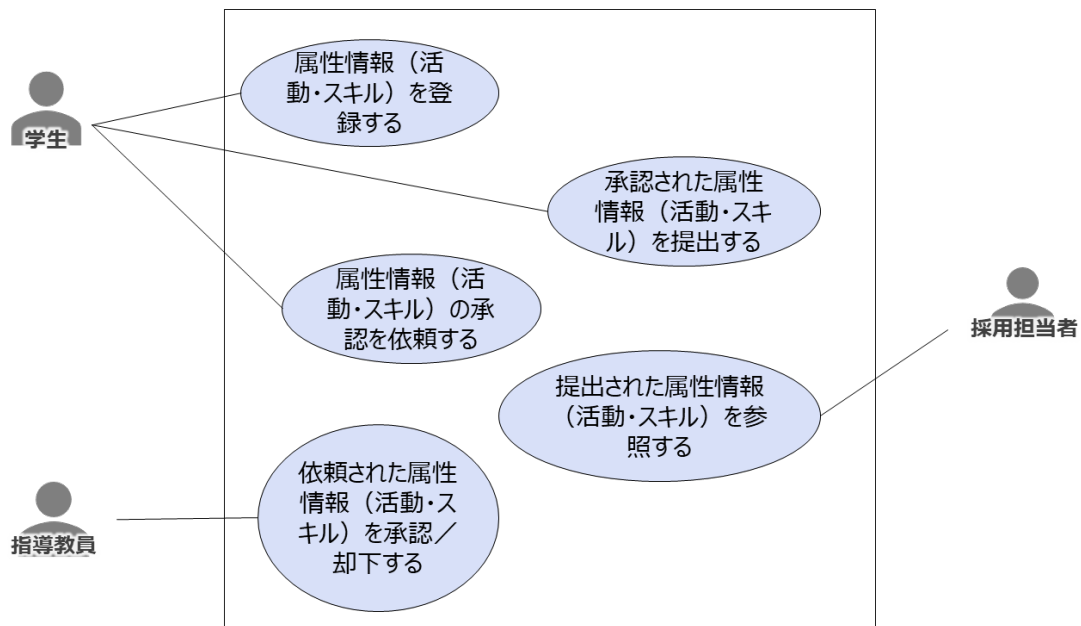 属性情報（活
動・スキル）を登
録する
学生
承認された属性
情報（活動・スキ
ル）を提出する
属性情報（活
動・スキル）の承
認を依頼する
採用担当者
提出された属性情報
（活動・スキル）を参
照する
依頼された属性
情報（活動・ス
キル）を承認／
却下する
指導教員